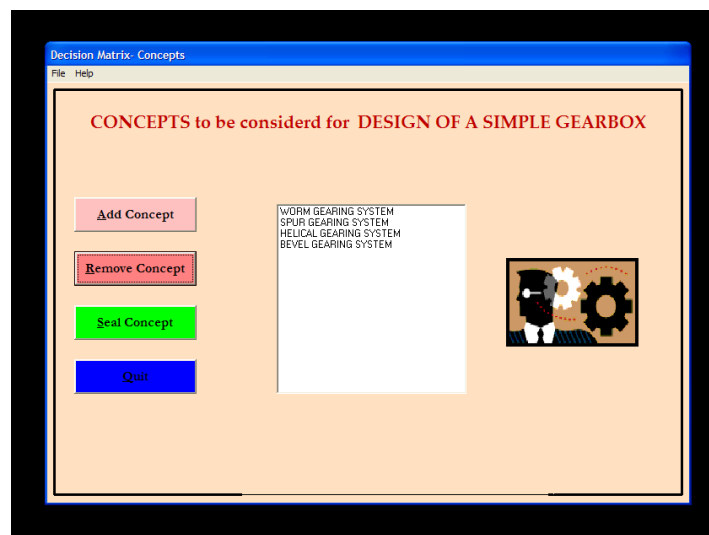 Decision Matrix- Concepts
File Help
CONCEPTS to be considerd for DESIGN OF A SIMPLE GEARBOX
Add Concept
Remove Concept
Seal Concept
Quit
WORM GEARING SYSTEM
SPUR GEARING SYSTEM
HELICAL GEARING SYSTEM
BEVEL GEARING SYSTEM